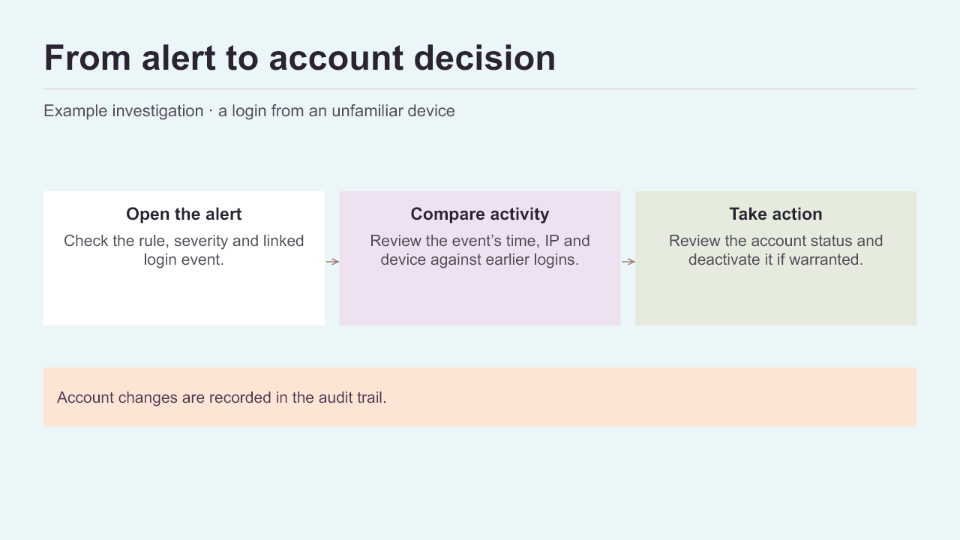 From alert to account decision
Example investigation · a login from an unfamiliar device
Open the alert
Check the rule, severity and linked
login event.
Compare activity
Review the event’s time, IP and
device against earlier logins.
Take action
Review the account status and
deactivate it if warranted.
Account changes are recorded in the audit trail.